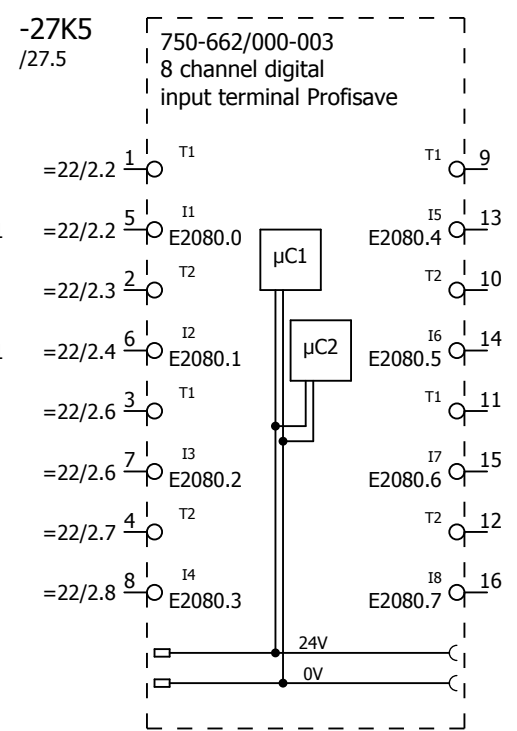 -27K5
/27.5
750-662/000-003
8 channel digital
input terminal Profisave
=22/2.2 1 T1
T1 9
=22/2.2 5 I1 E2080.0
I5 E2080.4 13
µC1
=22/2.3 2 T2
T2 10
=22/2.4 6 I2 E2080.1
µC2
I6 E2080.5 14
=22/2.6 3 T1
T1 11
=22/2.6 7 I3 E2080.2
I7 E2080.6 15
=22/2.7 4 T2
T2 12
=22/2.8 8 I4 E2080.3
I8 E2080.7 16
24V
0V